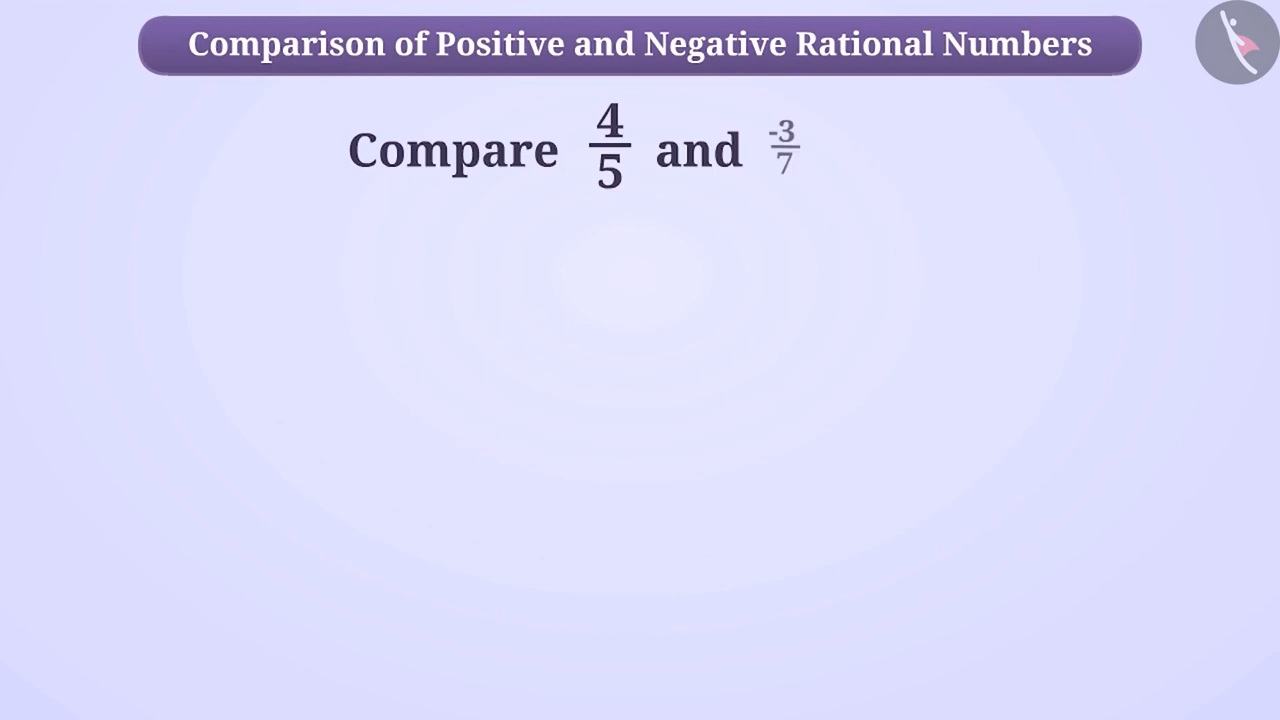 Comparison of Positive and Negative Rational Numbers
Compare 4/5 and -3/7